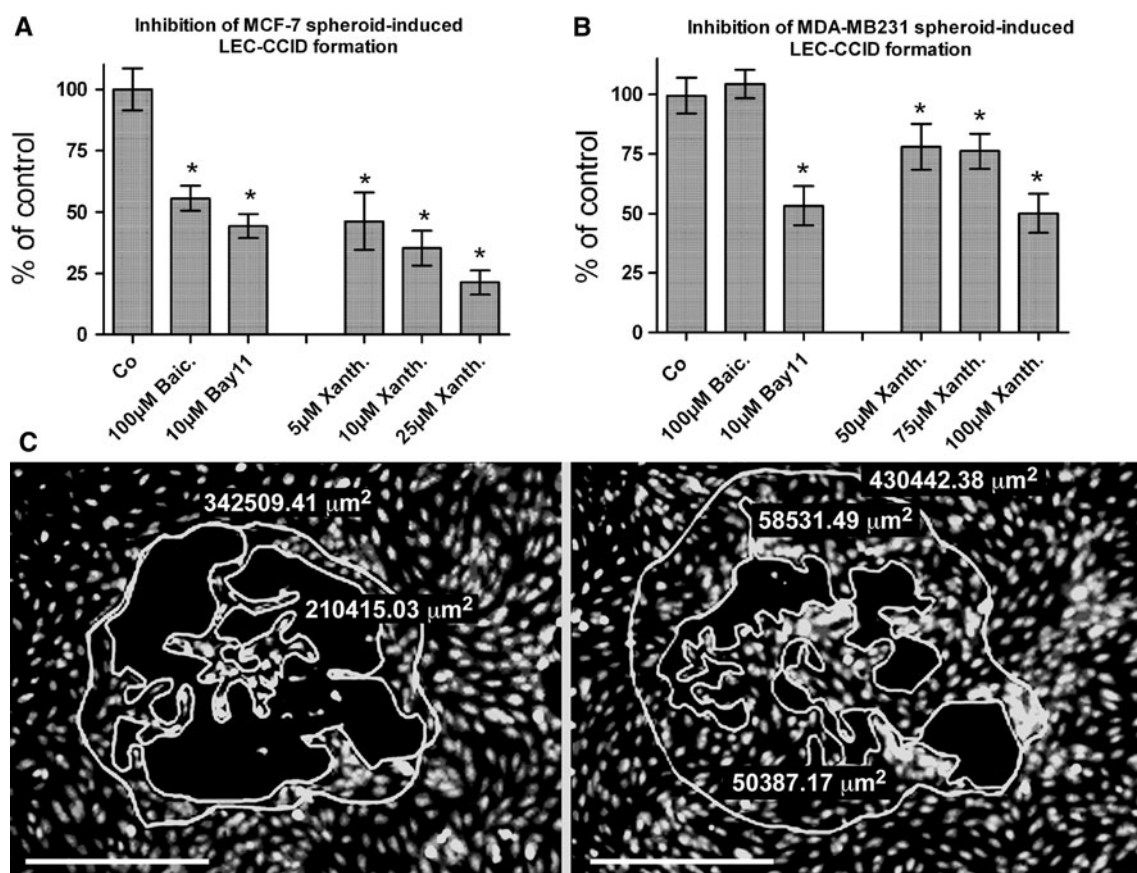 A
Inhibition of MCF-7 spheroid-induced
LEC-CCID formation
% of control
100
75
50
25
0
*
*
*
*
*
Co
100µM Baic.
10µM Bay11
5µM Xanth.
10µM Xanth.
25µM Xanth.
B
Inhibition of MDA-MB231 spheroid-induced
LEC-CCID formation
% of control
100
75
50
25
0
*
*
*
*
Co
100µM Baic.
10µM Bay11
50µM Xanth.
75µM Xanth.
100µM Xanth.
C
342509.41 µm²
210415.03 µm²
430442.38 µm²
58531.49 µm²
50387.17 µm²